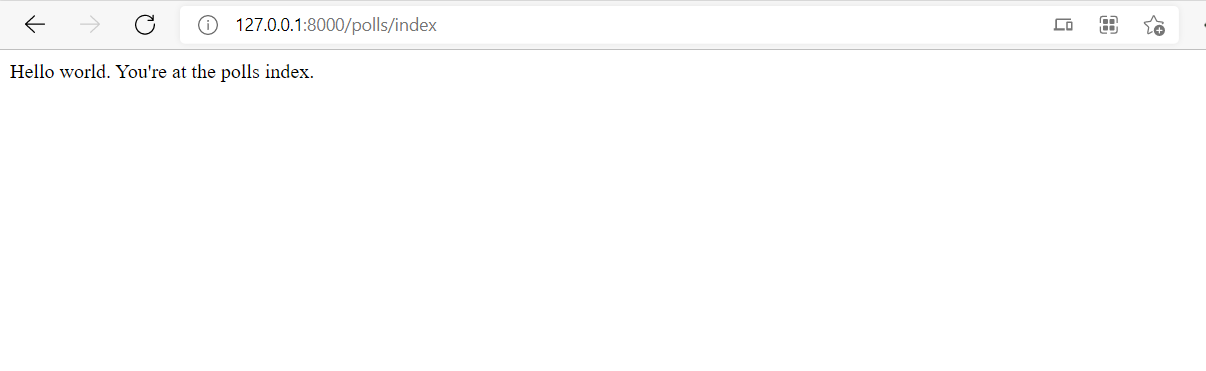 127.0.0.1:8000/polls/index
Hello world. You're at the polls index.